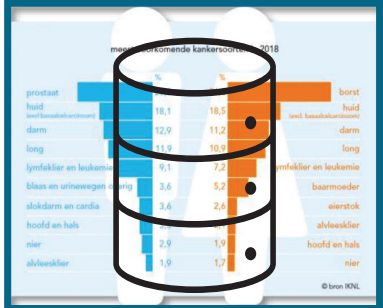 meest voorkomende kankersoorten 2018
% %
prostaat borst
huid 18,1 18,5 huid
(excl basaalcelcarcinoom) (excl. basaalcelcarcinoom)
darm 12,9 11,2 darm
long 11,9 10,9 long
lymfeklier en leukemie 9,1 7,2 lymfeklier en leukemie
blaas en urinewegen overig 3,6 5,2 baarmoeder
slokdarm en cardia 3,6 2,6 eierstok
hoofd en hals alvleesklier
nier 2,9 1,9 hoofd en hals
alvleesklier 1,9 1,7 nier
© bron IKNL